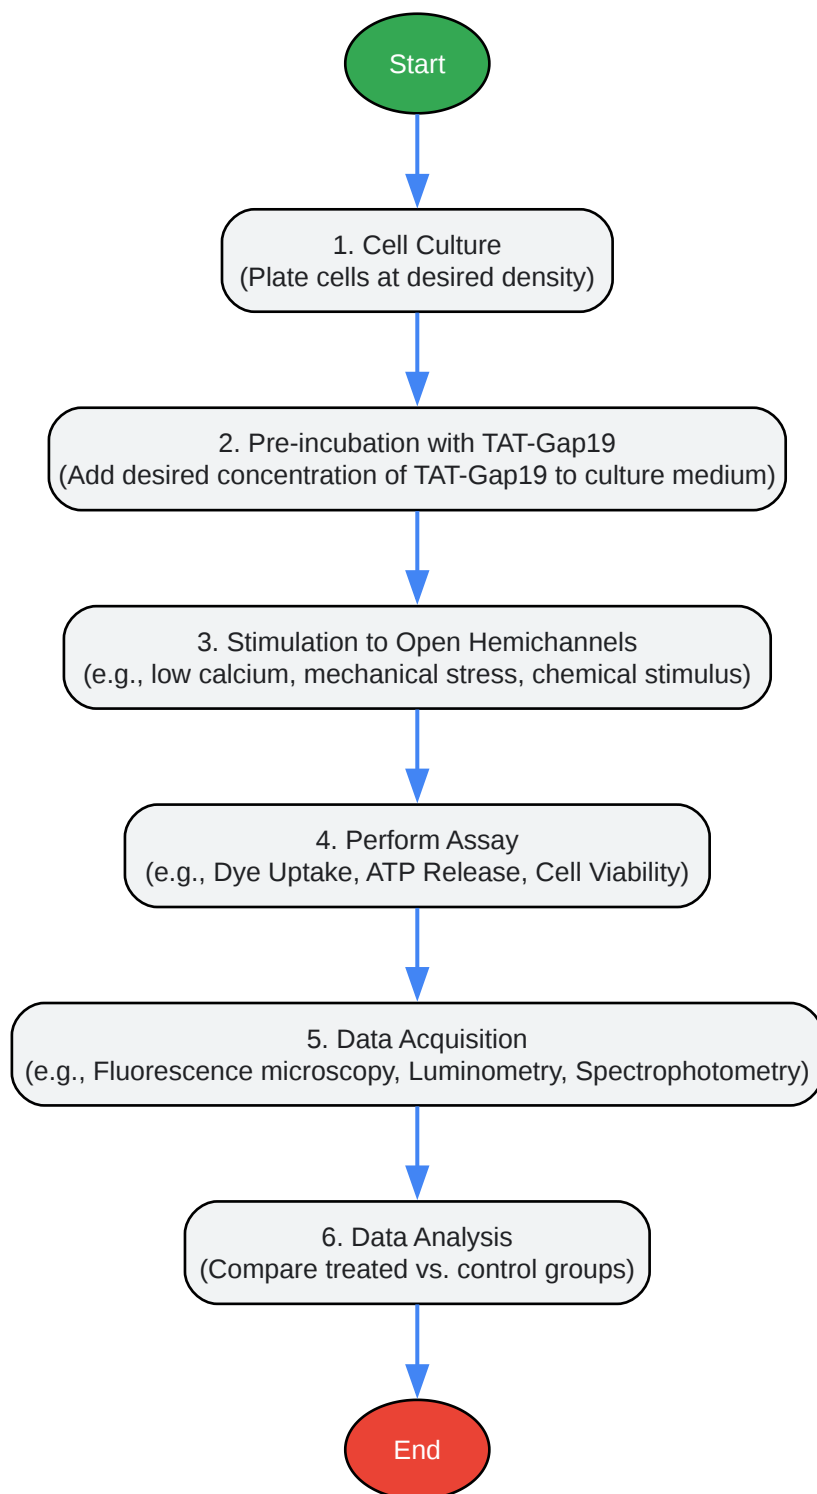 Start
1. Cell Culture
(Plate cells at desired density)
2. Pre-incubation with TAT-Gap19
(Add desired concentration of TAT-Gap19 to culture medium)
3. Stimulation to Open Hemichannels
(e.g., low calcium, mechanical stress, chemical stimulus)
4. Perform Assay
(e.g., Dye Uptake, ATP Release, Cell Viability)
5. Data Acquisition
(e.g., Fluorescence microscopy, Luminometry, Spectrophotometry)
6. Data Analysis
(Compare treated vs. control groups)
End